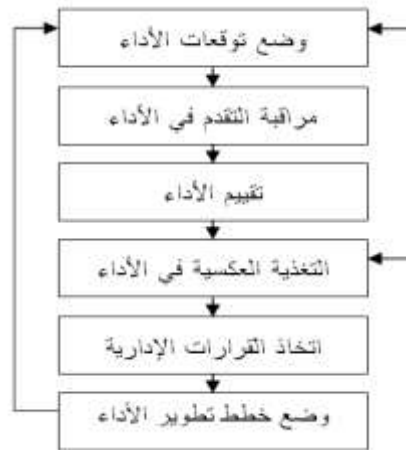 وضع توقعات الأداء
مراقبة التقدم في الأداء
تقييم الأداء
التغذية العكسية في الأداء
اتخاذ القرارات الإدارية
وضع خطط تطوير الأداء